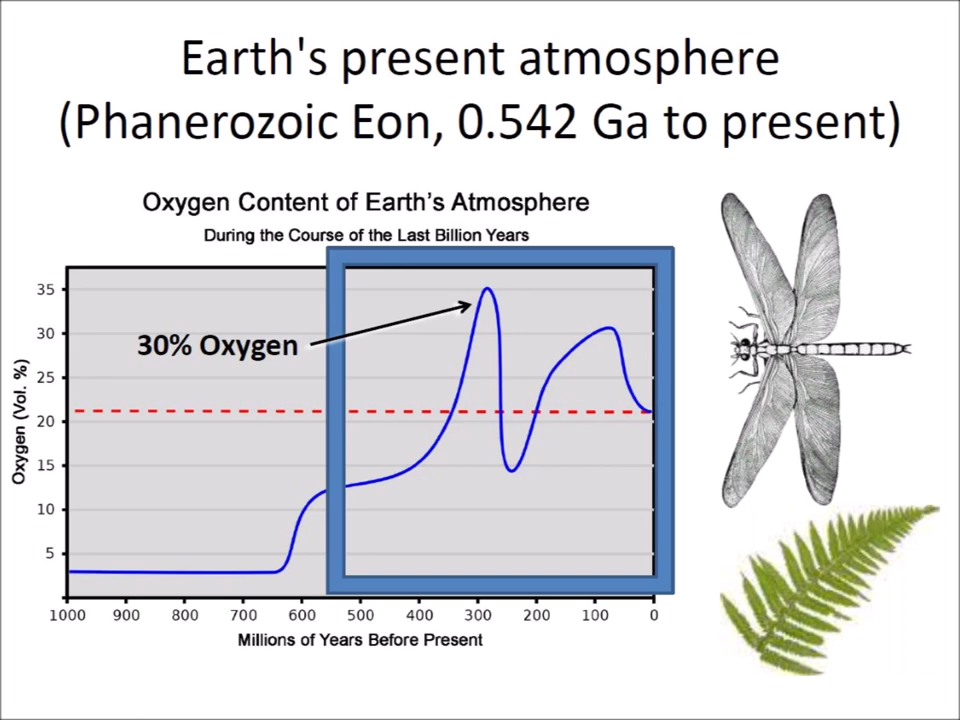 Earth's present atmosphere
(Phanerozoic Eon, 0.542 Ga to present)
Oxygen Content of Earth’s Atmosphere
During the Course of the Last Billion Years
Oxygen (Vol. %)
35
30
25
20
15
10
5
30% Oxygen
1000 900 800 700 600 500 400 300 200 100 0
Millions of Years Before Present